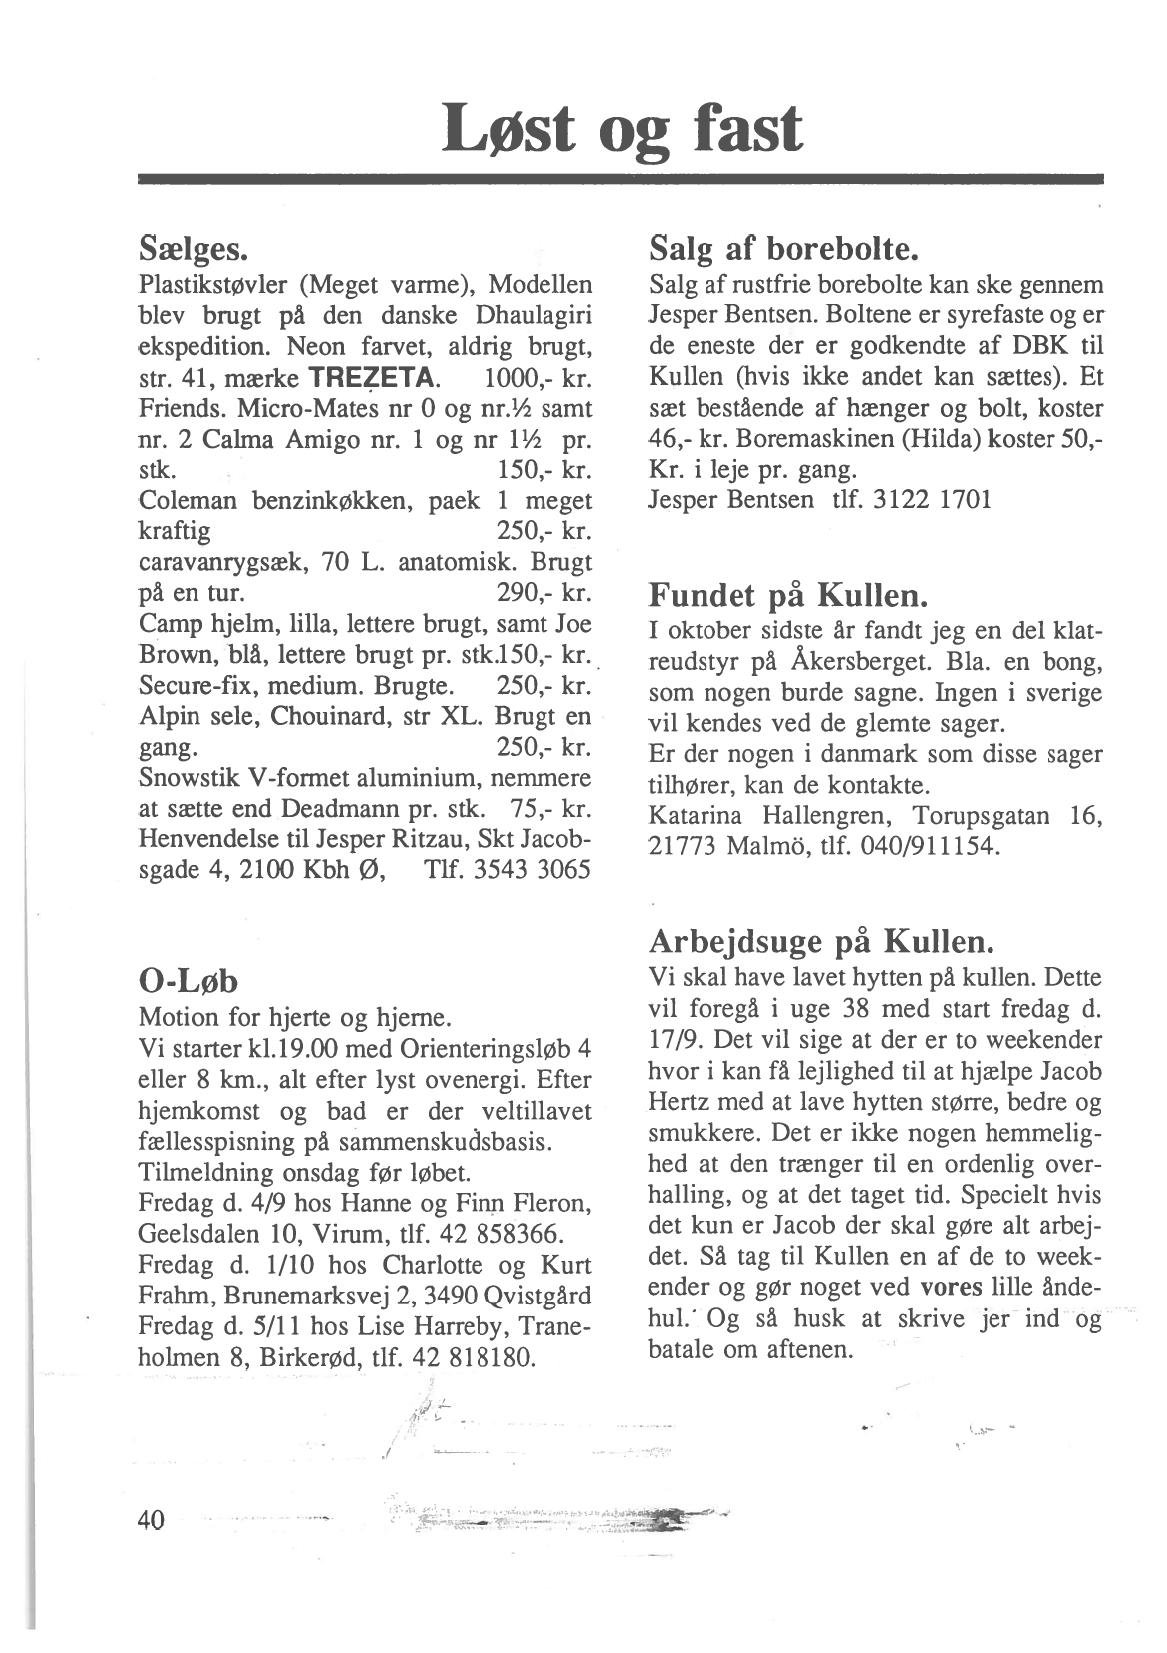 Løst og fast
Sælges.
Plastikstøvler (Meget varme), Modellen
blev brugt på den danske Dhaulagiri
ekspedition. Neon farvet, aldrig brugt,
str. 41, mærke TREZETA. 1000,- kr.
Friends. Micro-Mates nr 0 og nr.½ samt
nr. 2 Calma Amigo nr. 1 og nr 1½ pr.
stk. 150,- kr.
Coleman benzinkøkken, paek 1 meget
kraftig 250,- kr.
caravanrygsæk, 70 L. anatomisk. Brugt
på en tur. 290,- kr.
Camp hjelm, lilla, lettere brugt, samt Joe
Brown, blå, lettere brugt pr. stk.150,- kr.
Secure-fix, medium. Brugte. 250,- kr.
Alpin sele, Chouinard, str XL. Brugt en
gang. 250,- kr.
Snowstik V-formet aluminium, nemmere
at sætte end Deadmann pr. stk. 75,- kr.
Henvendelse til Jesper Ritzau, Skt Jacob-
sgade 4, 2100 Kbh Ø, Tlf. 3543 3065
O-Løb
Motion for hjerte og hjerne.
Vi starter kl.19.00 med Orienteringsløb 4
eller 8 km., alt efter lyst ovenergi. Efter
hjemkomst og bad er der veltillavet
fællesspisning på sammenskudsbasis.
Tilmeldning onsdag før løbet.
Fredag d. 4/9 hos Hanne og Finn Fleron,
Geelsdalen 10, Virum, tlf. 42 858366.
Fredag d. 1/10 hos Charlotte og Kurt
Frahm, Brunemarksvej 2, 3490 Qvistgård
Fredag d. 5/11 hos Lise Harreby, Trane-
holmen 8, Birkerød, tlf. 42 818180.
Salg af borebolte.
Salg af rustfrie borebolte kan ske gennem
Jesper Bentsen. Boltene er syrefaste og er
de eneste der er godkendte af DBK til
Kullen (hvis ikke andet kan sættes). Et
sæt bestående af hænger og bolt, koster
46,- kr. Boremaskinen (Hilda) koster 50,-
Kr. i leje pr. gang.
Jesper Bentsen tlf. 3122 1701
Fundet på Kullen.
I oktober sidste år fandt jeg en del klat-
reudstyr på Åkersberget. Bla. en bong,
som nogen burde sagne. Ingen i sverige
vil kendes ved de glemte sager.
Er der nogen i danmark som disse sager
tilhører, kan de kontakte.
Katarina Hallengren, Torupsgatan 16,
21773 Malmö, tlf. 040/911154.
Arbejdsuge på Kullen.
Vi skal have lavet hytten på kullen. Dette
vil foregå i uge 38 med start fredag d.
17/9. Det vil sige at der er to weekender
hvor i kan få lejlighed til at hjælpe Jacob
Hertz med at lave hytten større, bedre og
smukkere. Det er ikke nogen hemmelig-
hed at den trænger til en ordenlig over-
halling, og at det taget tid. Specielt hvis
det kun er Jacob der skal gøre alt arbej-
det. Så tag til Kullen en af de to week-
ender og gør noget ved vores lille ånde-
hul. Og så husk at skrive jer ind og
batale om aftenen.
40